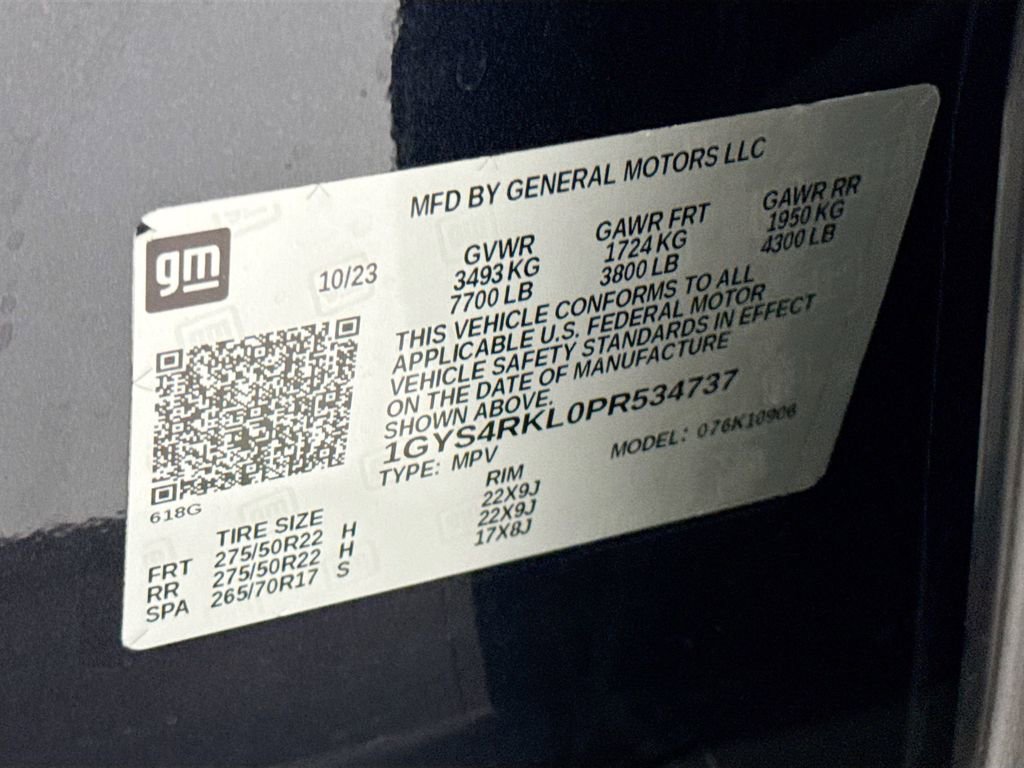 MFD BY GENERAL MOTORS LLC
gm
10/23
GVWR GAWR FRT GAWR RR
3493 KG 1724 KG 1950 KG
7700 LB 3800 LB 4300 LB
THIS VEHICLE CONFORMS TO ALL
APPLICABLE U.S. FEDERAL MOTOR
VEHICLE SAFETY STANDARDS IN EFFECT
ON THE DATE OF MANUFACTURE
SHOWN ABOVE.
1GYS4RKL0PR534737
TYPE: MPV MODEL: 076K10906
618G
TIRE SIZE RIM
FRT 275/50R22 H 22X9J
RR 275/50R22 H 22X9J
SPA 265/70R17 S 17X8J